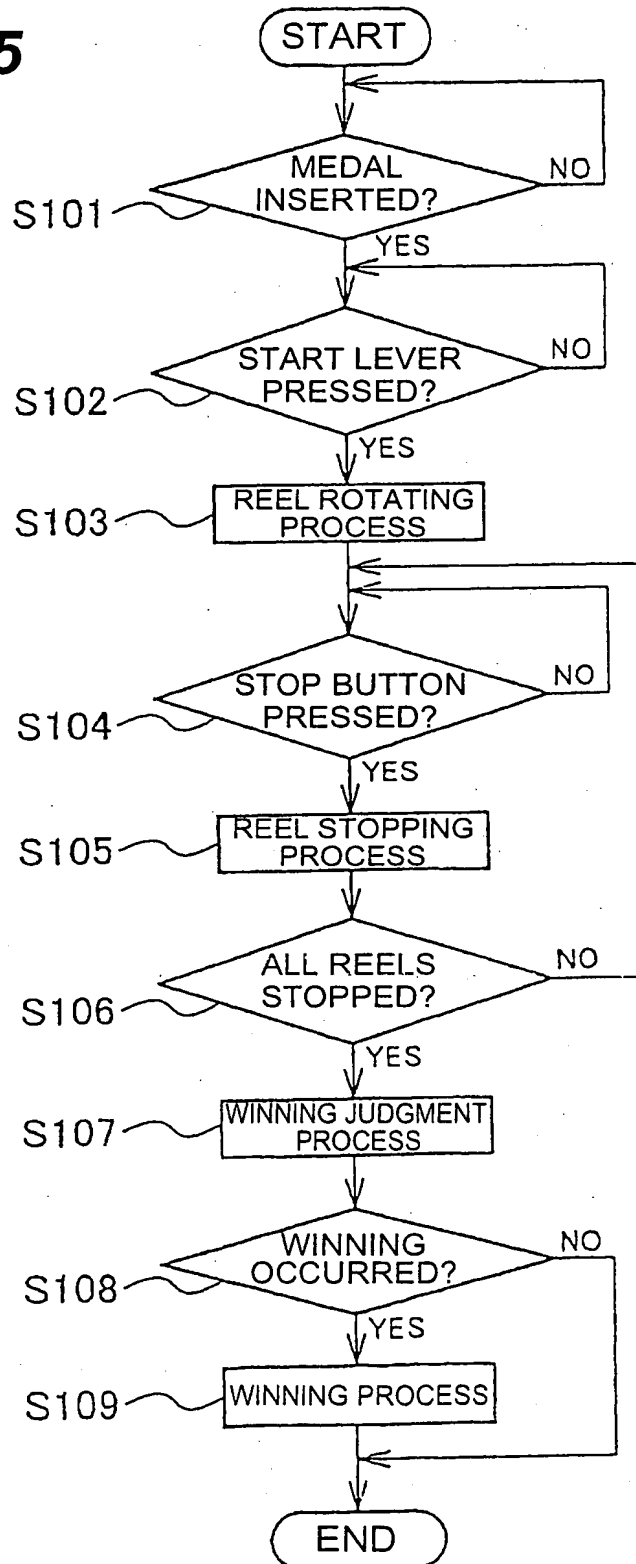 5
START
MEDAL
INSERTED?
NO
S101
YES
START LEVER
PRESSED?
NO
S102
YES
REEL ROTATING
PROCESS
S103
STOP BUTTON
PRESSED?
NO
S104
YES
REEL STOPPING
PROCESS
S105
ALL REELS
STOPPED?
NO
S106
YES
WINNING JUDGMENT
PROCESS
S107
WINNING
OCCURRED?
NO
S108
YES
WINNING PROCESS
S109
END